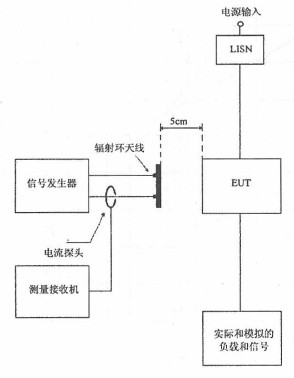 电源输入
LISN
5cm
辐射环天线
信号发生器
EUT
电流探头
测量接收机
实际和模拟的
负载和信号